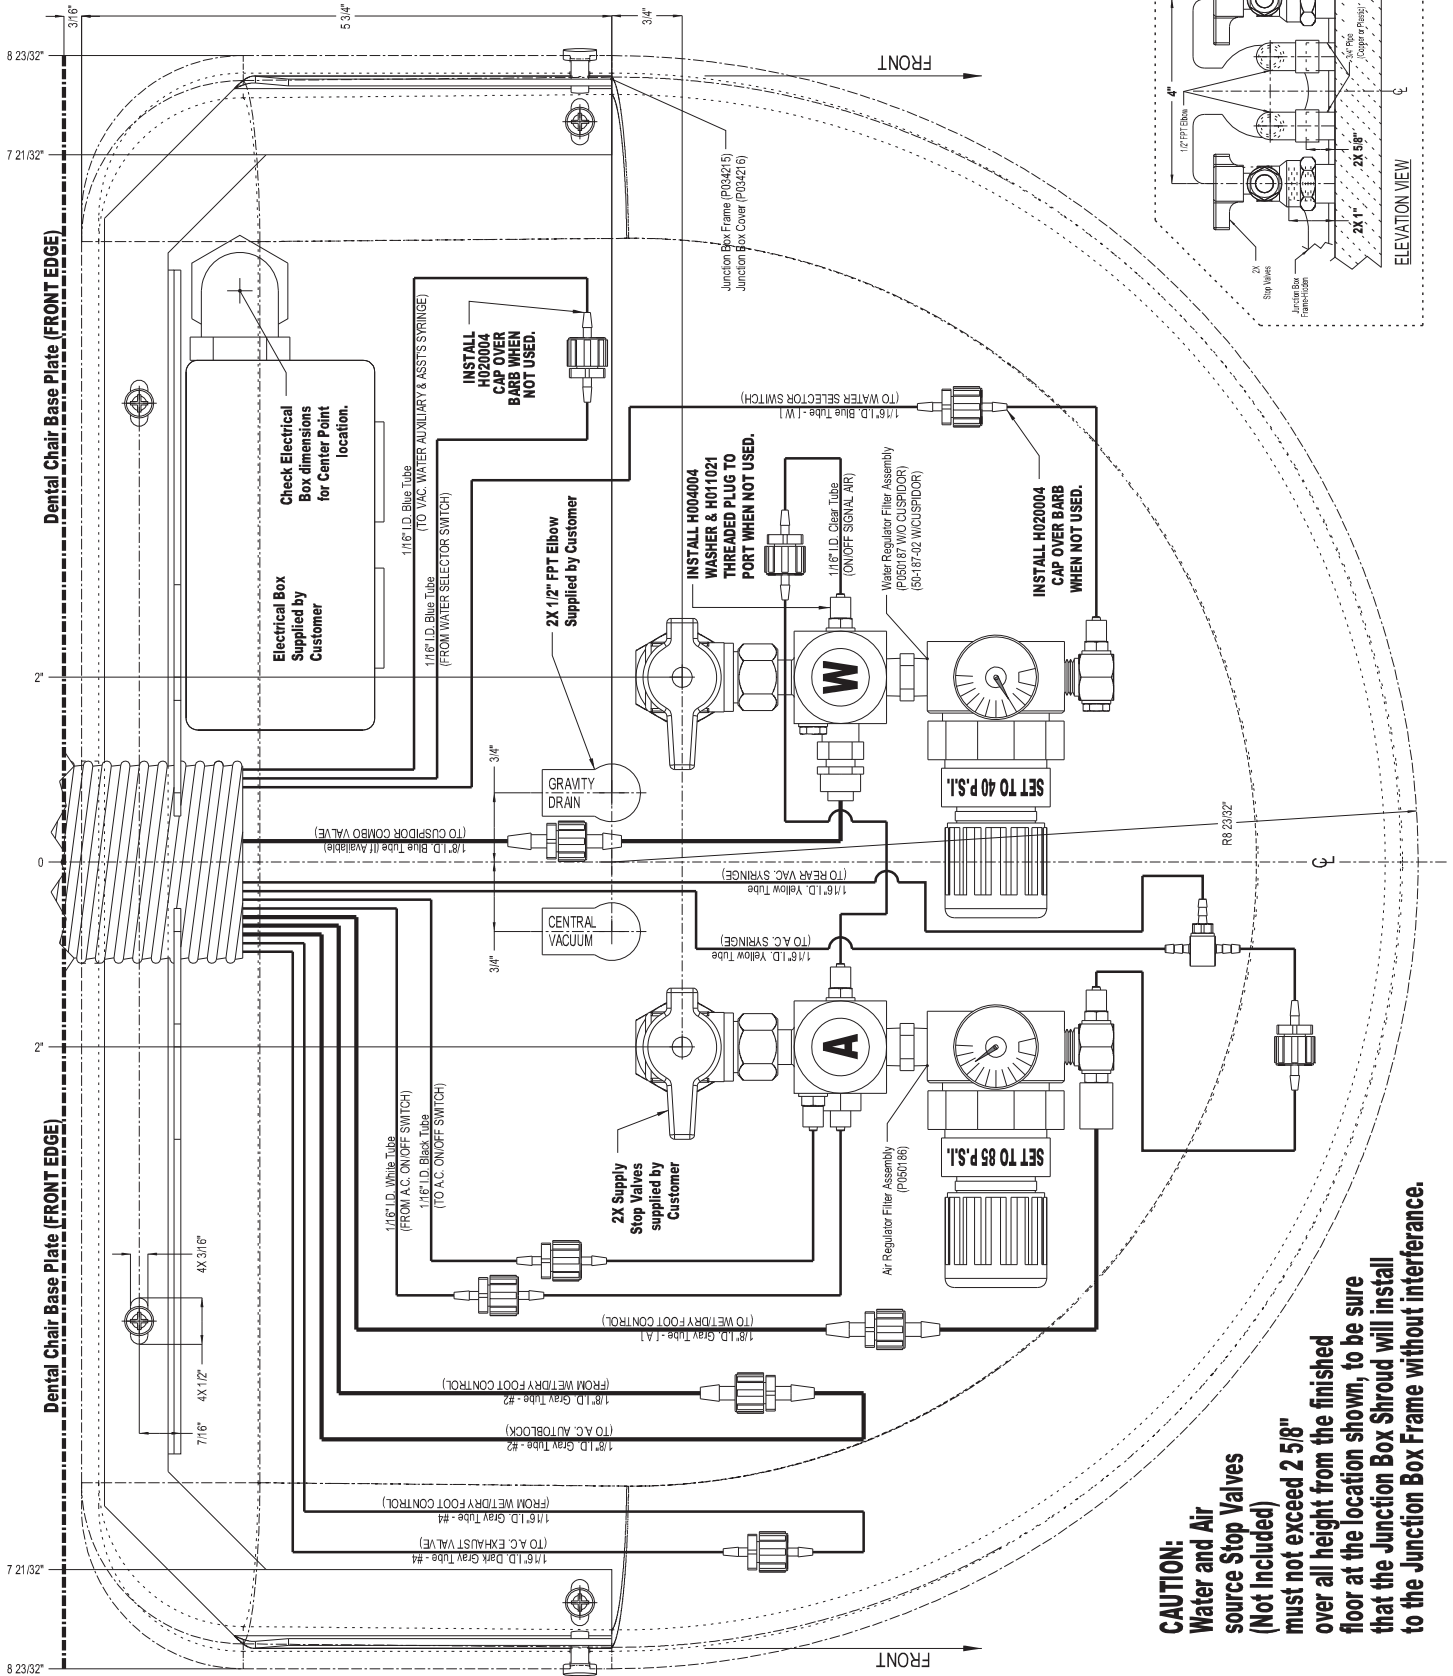 Dental Chair Base Plate (FRONT EDGE)
Dental Chair Base Plate (FRONT EDGE)
8 23/32"
7 21/32"
2"
0
2"
7 21/32"
8 23/32"
3/16"
5 3/4"
3/4"
FRONT
FRONT
Electrical Box
Supplied by
Customer
Check Electrical
Box dimensions
for Center Point
location.
1/16" I.D. Blue Tube
(TO VAC. WATER AUXILIARY & ASST'S SYRINGE)
1/16" I.D. Blue Tube
(FROM WATER SELECTOR SWITCH)
INSTALL
H020004
CAP OVER
BARB WHEN
NOT USED.
Junction Box Frame (P034215)
Junction Box Cover (P034216)
2X 1/2" FPT Elbow
Supplied by Customer
1/16" I.D. Blue Tube - [ W ]
(TO WATER SELECTOR SWITCH)
INSTALL H004004
WASHER & H011021
THREADED PLUG TO
PORT WHEN NOT USED.
1/16" I.D. Clear Tube
(ON/OFF SIGNAL AIR)
Water Regulator Filter Assembly
(P050187 W/O CUSPIDOR)
(50-187-02 W/CUSPIDOR)
INSTALL H020004
CAP OVER BARB
WHEN NOT USED.
W
SET TO 40 P.S.I.
GRAVITY
DRAIN
3/4"
CENTRAL
VACUUM
3/4"
1/8" I.D. Blue Tube (If Available)
(TO CUSPIDOR COMBO VALVE)
1/16" I.D. Yellow Tube
(TO REAR VAC. SYRINGE)
1/16" I.D. Yellow Tube
(TO A.C. SYRINGE)
R8 23/32"
CL
A
SET TO 85 P.S.I.
Air Regulator Filter Assembly
(P050186)
2X Supply
Stop Valves
supplied by
Customer
1/16" I.D. White Tube
(FROM A.C. ON/OFF SWITCH)
1/16" I.D. Black Tube
(TO A.C. ON/OFF SWITCH)
4X 3/16"
4X 1/2"
7/16"
1/8" I.D. Gray Tube - [ A ]
(TO WET/DRY FOOT CONTROL)
1/8" I.D. Gray Tube - #2
(FROM WET/DRY FOOT CONTROL)
1/8" I.D. Gray Tube - #2
(TO A.C. AUTOBLOCK)
1/16" I.D. Gray Tube - #4
(FROM WET/DRY FOOT CONTROL)
1/16" I.D. Dark Gray Tube - #4
(TO A.C. EXHAUST VALVE)
4"
1/2" FPT Elbow
3/4" Pipe
(Copper or Plastic)
CL
2X 5/8"
2X 1"
2X
Stop Valves
Junction Box
Frame-Hidden
ELEVATION VIEW
CAUTION:
Water and Air
source Stop Valves
(Not Included)
must not exceed 2 5/8"
over all height from the finished
floor at the location shown, to be sure
that the Junction Box Shroud will install
to the Junction Box Frame without interferance.